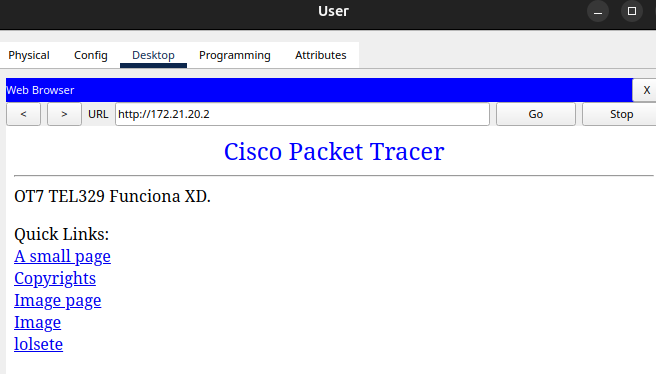 User
Physical Config Desktop Programming Attributes
Web Browser X
< > URL http://172.21.20.2 Go Stop
Cisco Packet Tracer
OT7 TEL329 Funciona XD.
Quick Links:
A small page
Copyrights
Image page
Image
lolsete